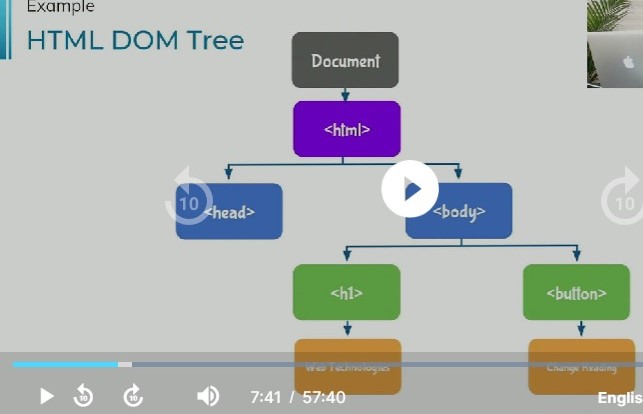 Example
HTML DOM Tree
Document
<html>
<head>
<body>
<h1>
<button>
Web Technologies
Change Heading
10
10
10
10
7:41 / 57:40
Englis